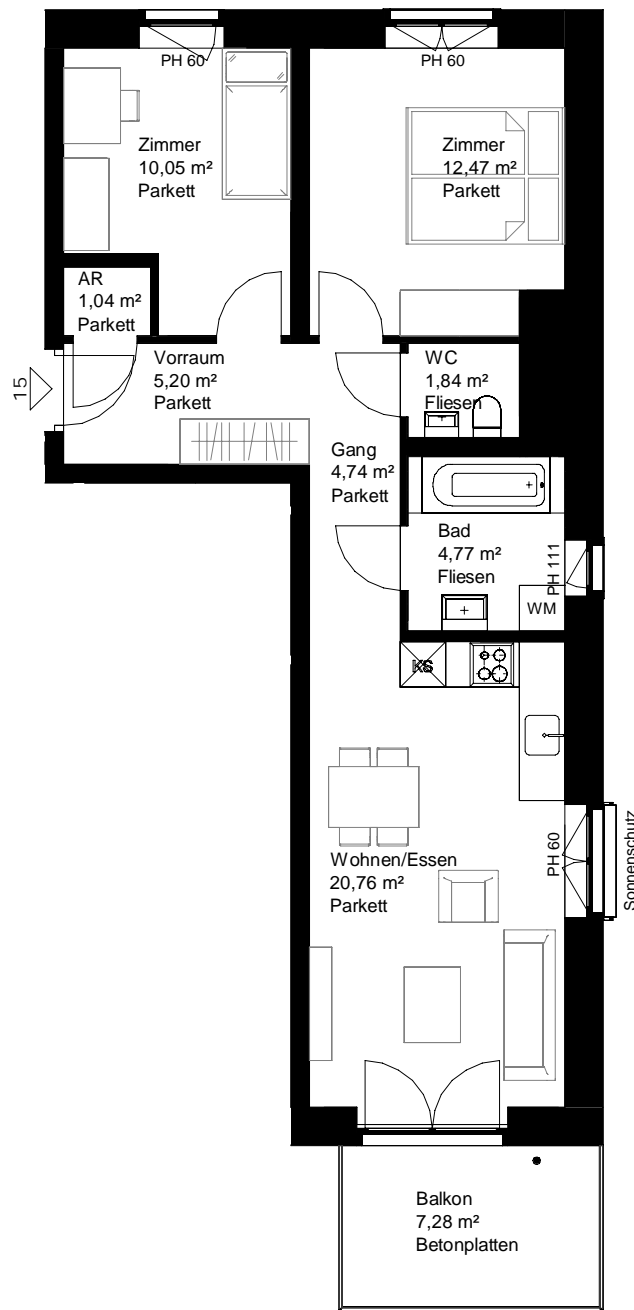 PH 60
PH 60
Zimmer
10,05 m²
Parkett
Zimmer
12,47 m²
Parkett
AR
1,04 m²
Parkett
15
Vorraum
5,20 m²
Parkett
WC
1,84 m²
Fliesen
Gang
4,74 m²
Parkett
Bad
4,77 m²
Fliesen
PH 111
WM
KS
PH 60
Sonnenschutz
Wohnen/Essen
20,76 m²
Parkett
Balkon
7,28 m²
Betonplatten